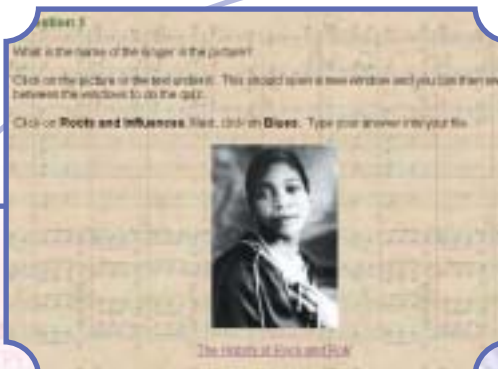 Question 1
What is the name of the singer in the picture?
Click on the picture or the text under it. This should open a new window and you can then
between the windows to do the quiz.
Click on Roots and Influences. Next, click on Blues. Type your answer into your file.
The History of Rock and Roll